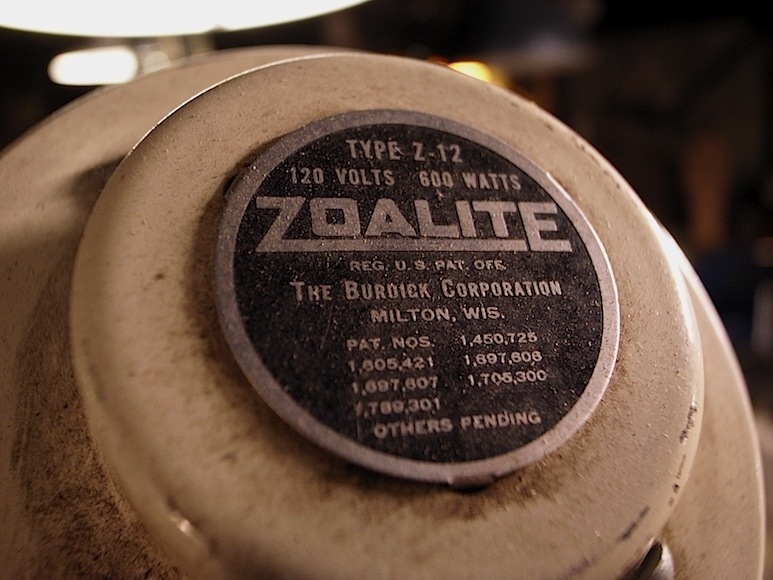 TYPE Z-12
120 VOLTS 600 WATTS
ZOALITE
REG. U.S. PAT. OFF.
THE BURDICK CORPORATION
MILTON, WIS.
PAT. NOS. 1,450,725
1,605,421 1,697,606
1,697,607 1,705,300
1,789,301
OTHERS PENDING